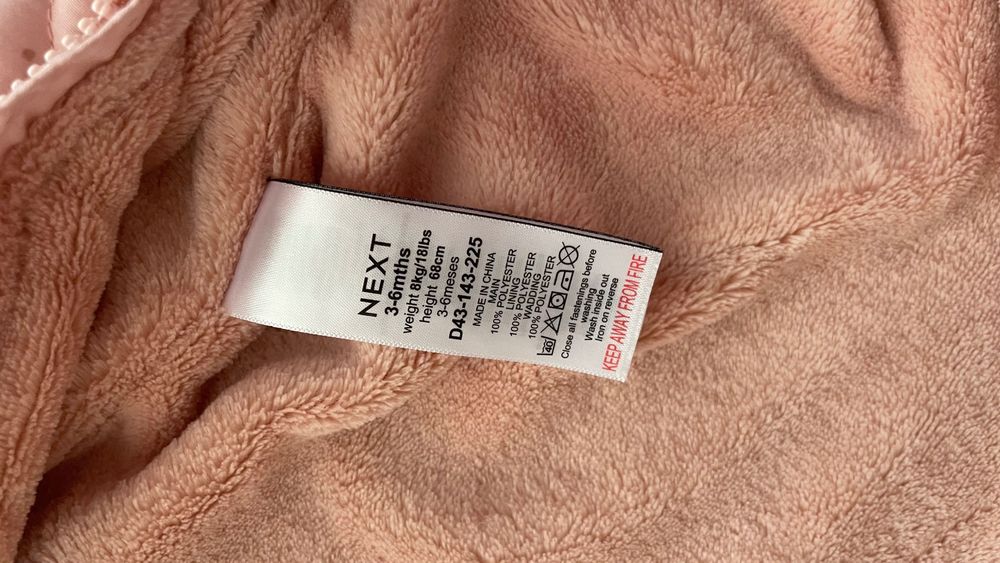 NEXT
3-6mths
weight 8kg/18lbs
height 68cm
3-6meses
D43-143-225
MADE IN CHINA
MAIN
100% POLYESTER
LINING
100% POLYESTER
WADDING
100% POLYESTER
40
Close all fastenings before
washing
Wash inside out
Iron on reverse
KEEP AWAY FROM FIRE